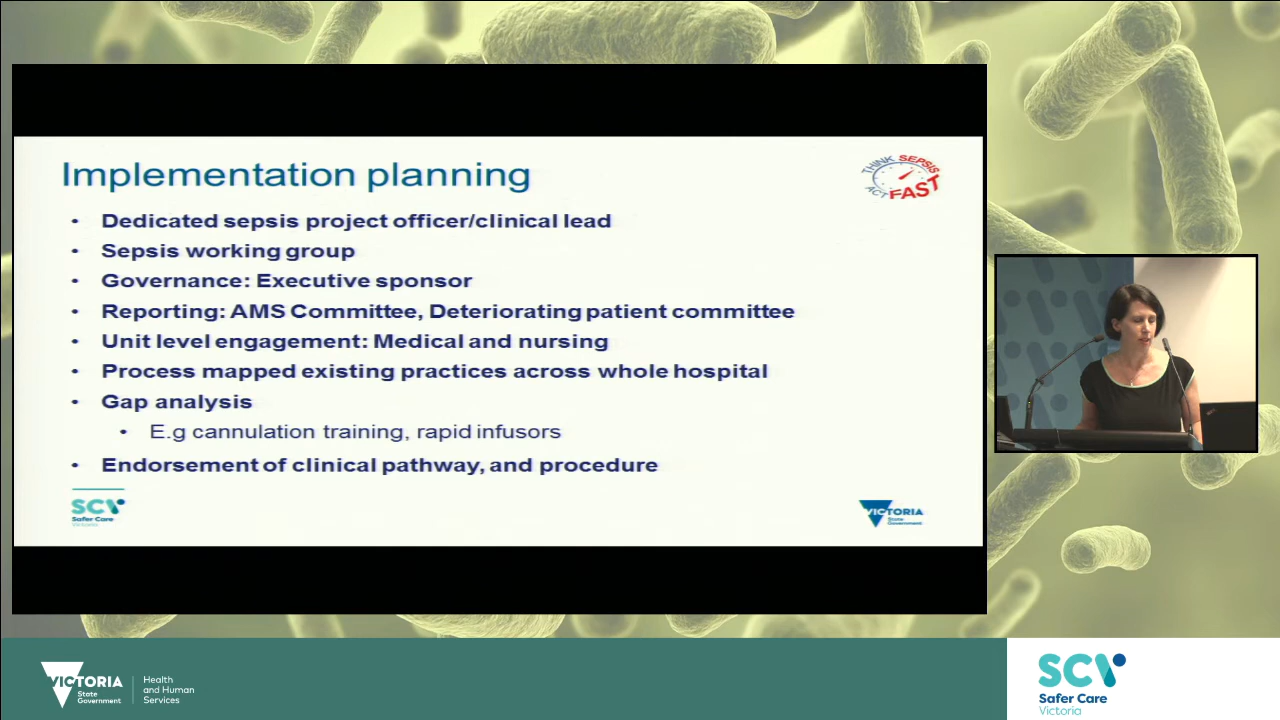 Implementation planning
THINK SEPSIS
ACT FAST
• Dedicated sepsis project officer/clinical lead
• Sepsis working group
• Governance: Executive sponsor
• Reporting: AMS Committee, Deteriorating patient committee
• Unit level engagement: Medical and nursing
• Process mapped existing practices across whole hospital
• Gap analysis
• E.g cannulation training, rapid infusors
• Endorsement of clinical pathway, and procedure
SCV
Safer Care
Victoria
VICTORIA
State
Government
VICTORIA
State
Government
Health
and Human
Services
SCV
Safer Care
Victoria